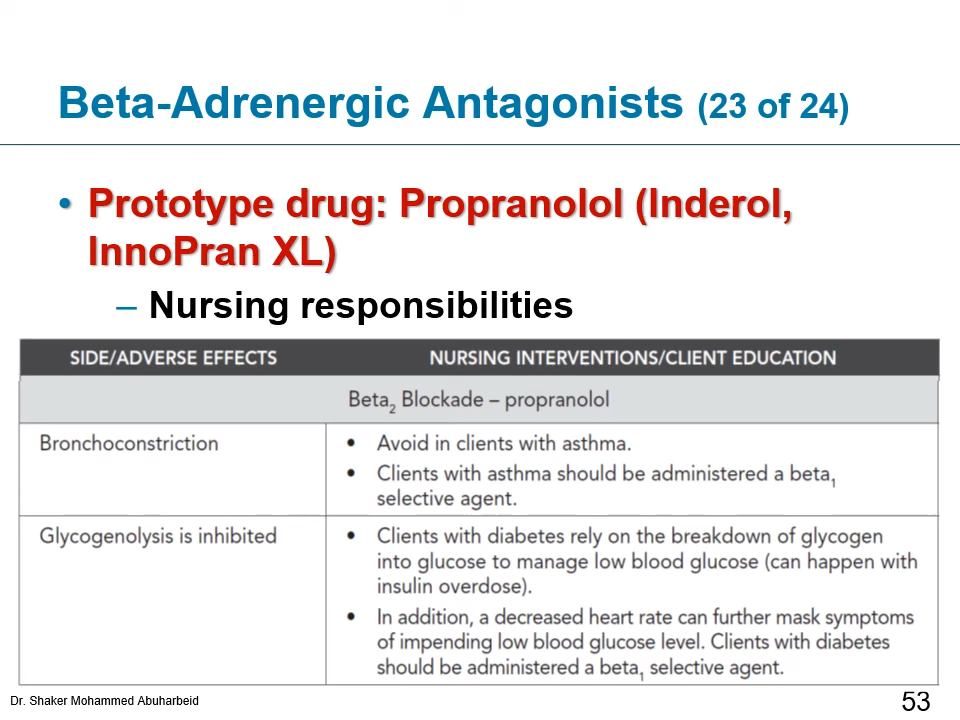 Beta-Adrenergic Antagonists (23 of 24)
• Prototype drug: Propranolol (Inderol,
InnoPran XL)
– Nursing responsibilities
SIDE/ADVERSE EFFECTS
NURSING INTERVENTIONS/CLIENT EDUCATION
Beta2 Blockade – propranolol
Bronchoconstriction
• Avoid in clients with asthma.
• Clients with asthma should be administered a beta1
selective agent.
Glycogenolysis is inhibited
• Clients with diabetes rely on the breakdown of glycogen
into glucose to manage low blood glucose (can happen with
insulin overdose).
• In addition, a decreased heart rate can further mask symptoms
of impending low blood glucose level. Clients with diabetes
should be administered a beta1 selective agent.
Dr. Shaker Mohammed Abuharbeid
53